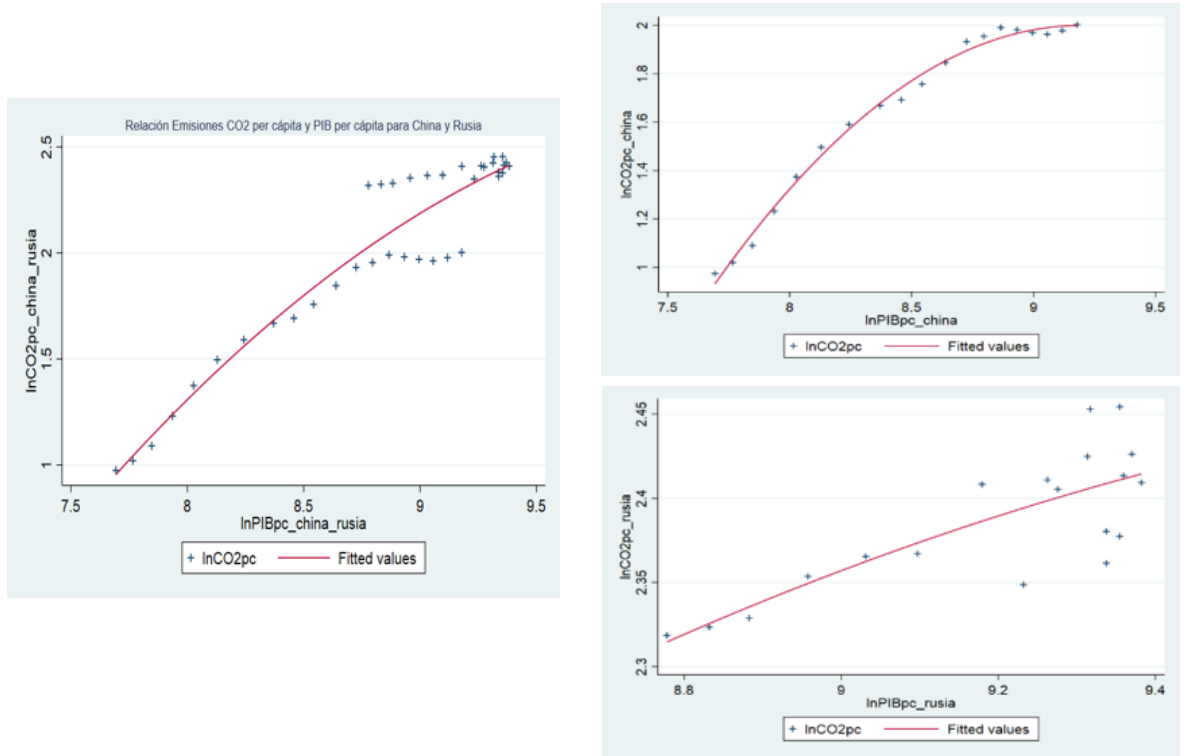 Relación Emisiones CO2 per cápita y PIB per cápita para China y Rusia
lnCO2pc_china_rusia
2.5
2
1.5
1
7.5 8 8.5 9 9.5
lnPIBpc_china_rusia
+ lnCO2pc Fitted values
lnCO2pc_china
2
1.8
1.6
1.4
1.2
1
7.5 8 8.5 9 9.5
lnPIBpc_china
+ lnCO2pc Fitted values
lnCO2pc_rusia
2.45
2.4
2.35
2.3
8.8 9 9.2 9.4
lnPIBpc_rusia
+ lnCO2pc Fitted values